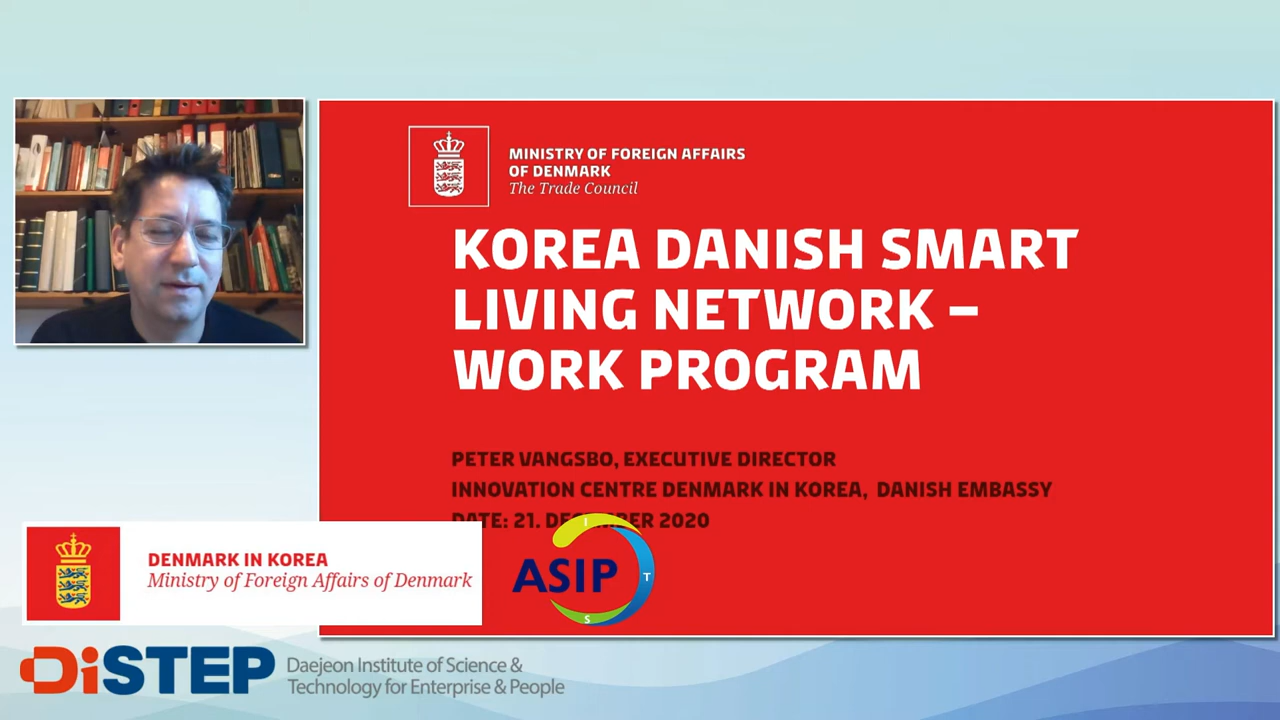 MINISTRY OF FOREIGN AFFAIRS
OF DENMARK
The Trade Council
KOREA DANISH SMART
LIVING NETWORK –
WORK PROGRAM
PETER VANGSBO, EXECUTIVE DIRECTOR
INNOVATION CENTRE DENMARK IN KOREA, DANISH EMBASSY
DATE: 21. DECEMBER 2020
DENMARK IN KOREA
Ministry of Foreign Affairs of Denmark
I
ASIP
T
S
DiSTEP
Daejeon Institute of Science &
Technology for Enterprise & People